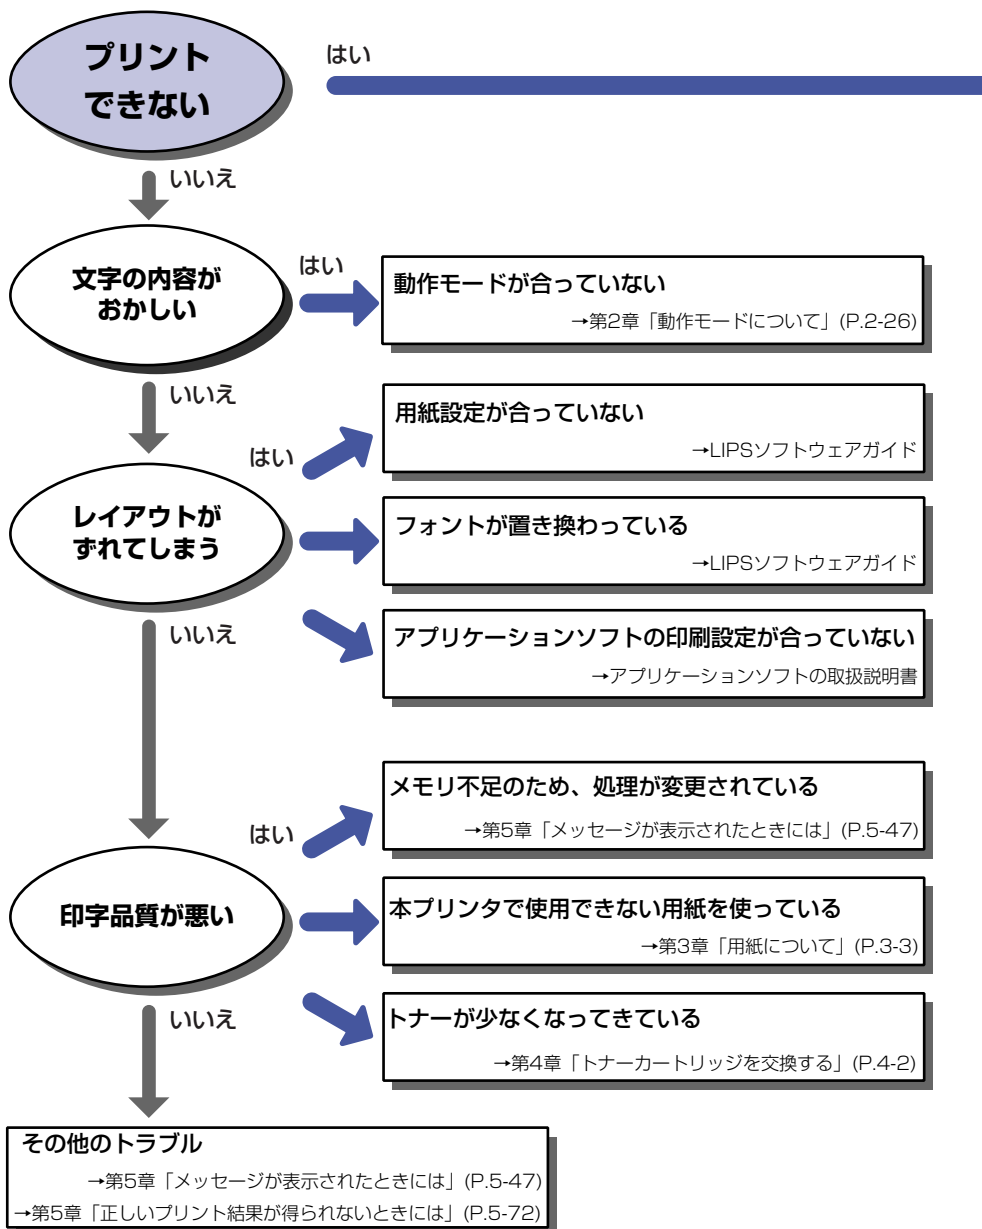 プリント
できない
はい
いいえ
文字の内容が
おかしい
はい
動作モードが合っていない
→第2章「動作モードについて」(P.2-26)
いいえ
レイアウトが
ずれてしまう
はい
用紙設定が合っていない
→LIPSソフトウェアガイド
フォントが置き換わっている
→LIPSソフトウェアガイド
アプリケーションソフトの印刷設定が合っていない
→アプリケーションソフトの取扱説明書
いいえ
印字品質が悪い
はい
メモリ不足のため、処理が変更されている
→第5章「メッセージが表示されたときには」(P.5-47)
本プリンタで使用できない用紙を使っている
→第3章「用紙について」(P.3-3)
トナーが少なくなってきている
→第4章「トナーカートリッジを交換する」(P.4-2)
いいえ
その他のトラブル
→第5章「メッセージが表示されたときには」(P.5-47)
→第5章「正しいプリント結果が得られないときには」(P.5-72)